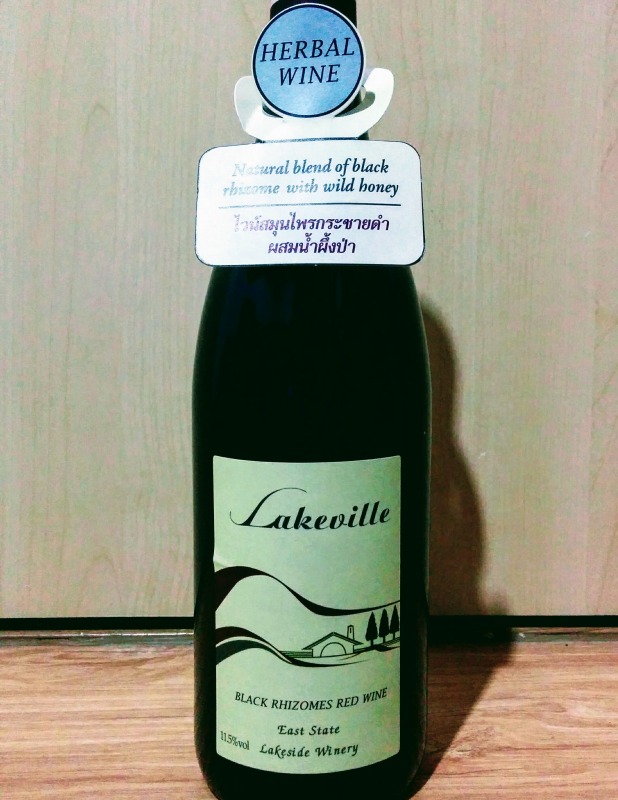 HERBAL
WINE
Natural blend of black
rhizome with wild honey
ไวน์สมุนไพรกระชายดำ
ผสมน้ำผึ้งป่า
Lakeville
BLACK RHIZOMES RED WINE
East State
11.5%vol Lakeside Winery